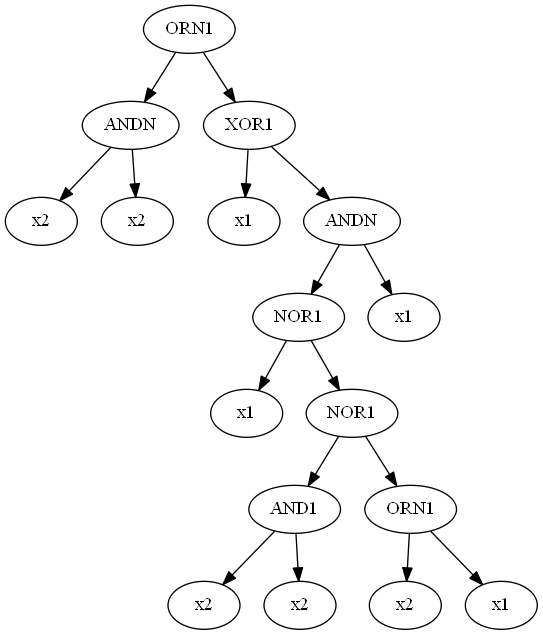 ORN1
ANDN XOR1
x2 x2 x1 ANDN
NOR1 x1
x1 NOR1
AND1 ORN1
x2 x2 x2 x1